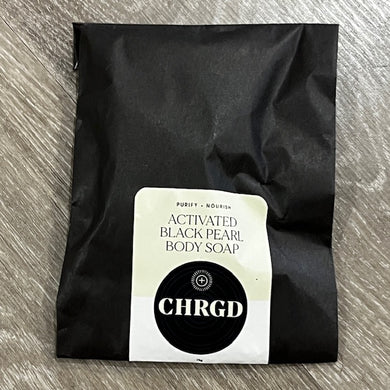 PURIFY + NOURISH
ACTIVATED
BLACK PEARL
BODY SOAP
CHRGD